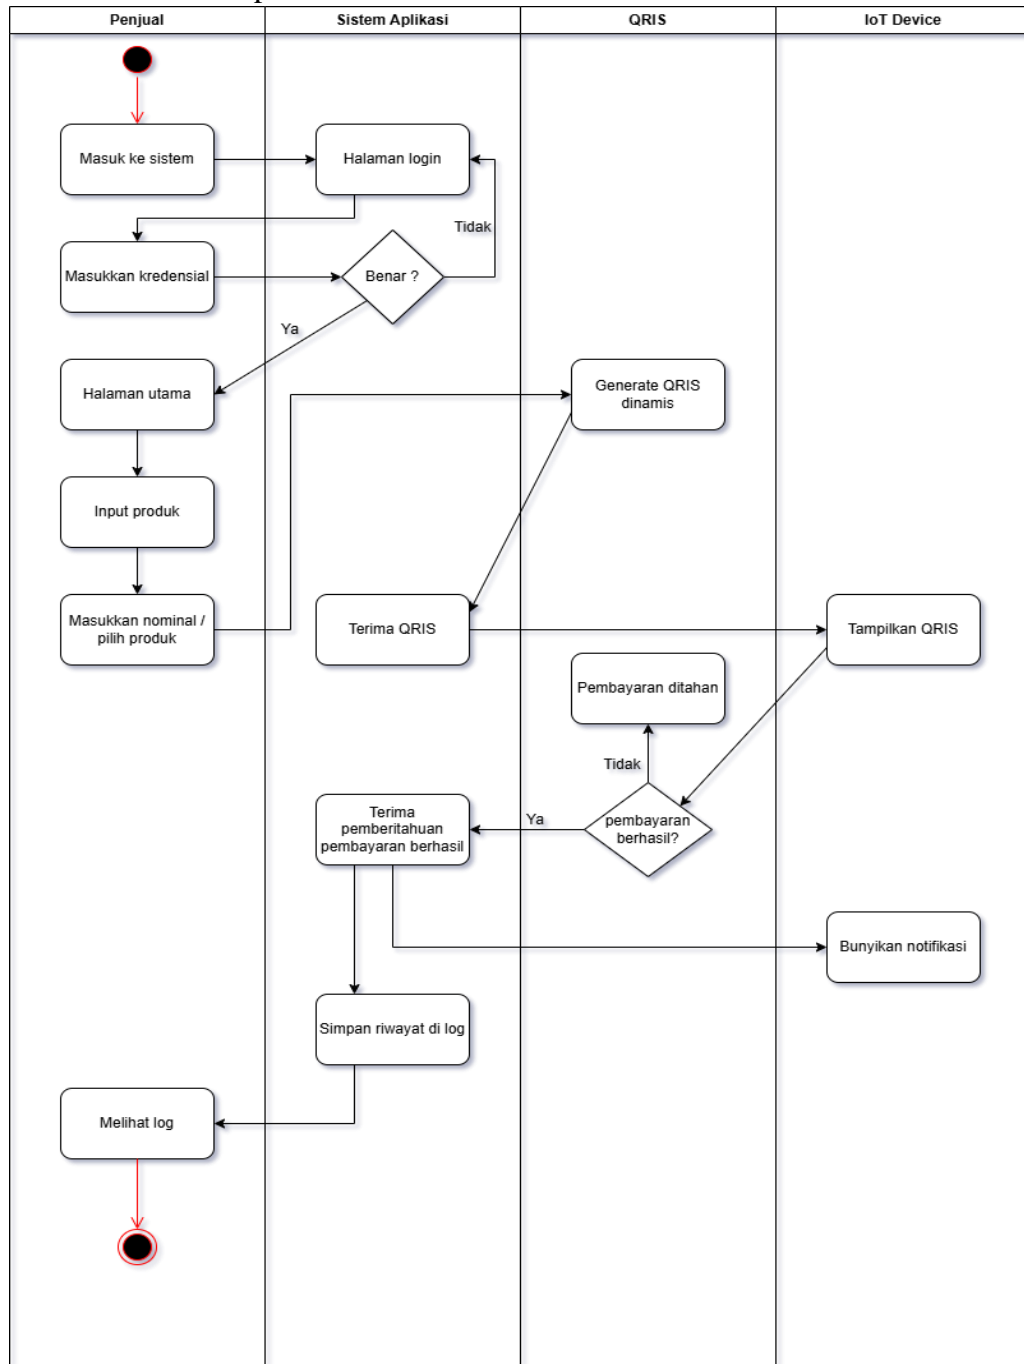 Penjual
Sistem Aplikasi
QRIS
IoT Device
Masuk ke sistem
Halaman login
Tidak
Masukkan kredensial
Benar ?
Ya
Halaman utama
Generate QRIS
dinamis
Input produk
Masukkan nominal /
pilih produk
Terima QRIS
Tampilkan QRIS
Pembayaran ditahan
Tidak
Terima
pemberitahuan
pembayaran berhasil
Ya
pembayaran
berhasil?
Bunyikan notifikasi
Simpan riwayat di log
Melihat log